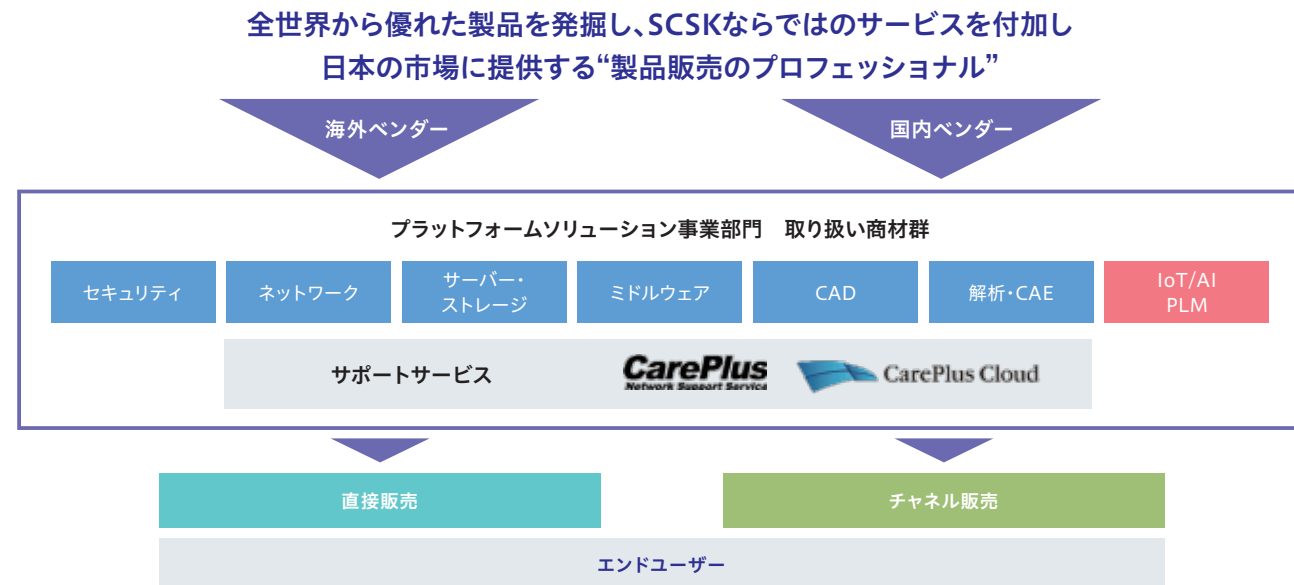 全世界から優れた製品を発掘し、SCSKならではのサービスを付加し
日本の市場に提供する“製品販売のプロフェッショナル”
海外ベンダー
国内ベンダー
プラットフォームソリューション事業部門　取り扱い商材群
セキュリティ
ネットワーク
サーバー・
ストレージ
ミドルウェア
CAD
解析・CAE
IoT/AI
PLM
サポートサービス
CarePlus
Network Support Service
CarePlus Cloud
直接販売
チャネル販売
エンドユーザー